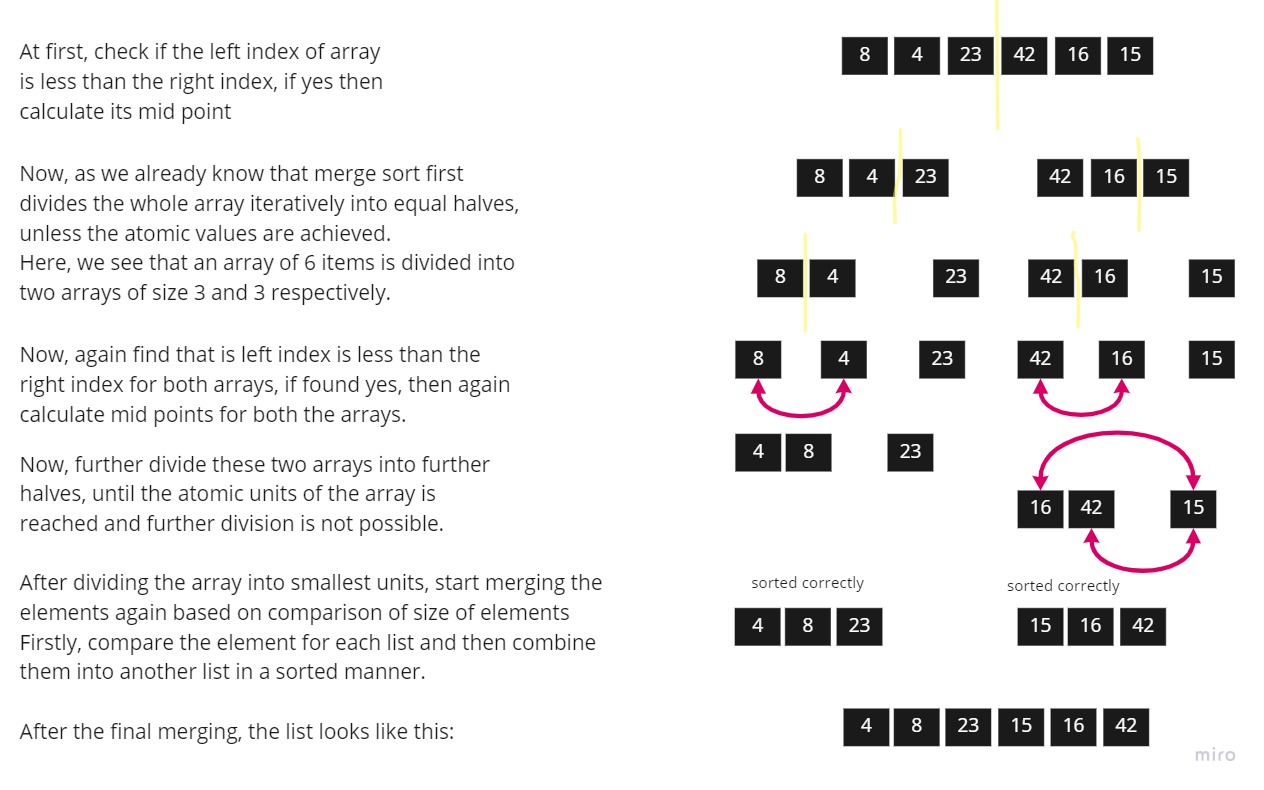 At first, check if the left index of array
is less than the right index, if yes then
calculate its mid point
8 4 23 42 16 15
Now, as we already know that merge sort first
divides the whole array iteratively into equal halves,
unless the atomic values are achieved.
Here, we see that an array of 6 items is divided into
two arrays of size 3 and 3 respectively.
8 4 23 42 16 15
8 4 23 42 16 15
Now, again find that is left index is less than the
right index for both arrays, if found yes, then again
calculate mid points for both the arrays.
8 4 23 42 16 15
Now, further divide these two arrays into further
halves, until the atomic units of the array is
reached and further division is not possible.
4 8 23
16 42 15
After dividing the array into smallest units, start merging the
elements again based on comparison of size of elements
Firstly, compare the element for each list and then combine
them into another list in a sorted manner.
sorted correctly
sorted correctly
4 8 23 15 16 42
After the final merging, the list looks like this:
4 8 23 15 16 42
miro